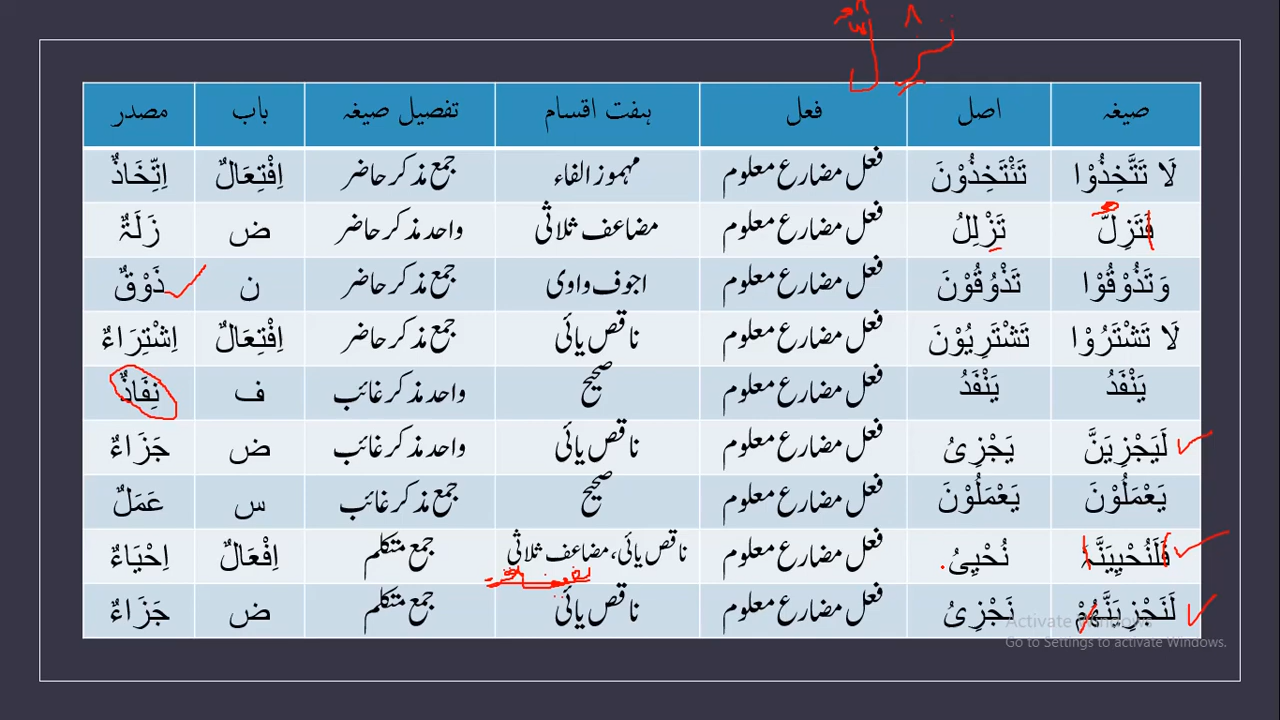 صیغہ اصل فعل ہفت اقسام تفصیل صیغہ باب مصدر
لَا تَتَّخِذُوْا تَئْتَخِذُوْنَ فعل مضارع معلوم مہموز الفاء جمع مذکر حاضر اِفْتِعَالٌ اِتِّخَاذٌ
فَتَزِلَّ تَزْلِلُ فعل مضارع معلوم مضاعف ثلاثی واحد مذکر حاضر ض زَلَةٌ
وَتَذُوْقُوْا تَذْوُقُوْنَ فعل مضارع معلوم اجوف واوی جمع مذکر حاضر ن ذَوْقٌ
لَا تَشْتَرُوْا تَشْتَرِيُوْنَ فعل مضارع معلوم ناقص یائی جمع مذکر حاضر اِفْتِعَالٌ اِشْتِرَاءٌ
يَنْفَدُ يَنْفَدُ فعل مضارع معلوم صحیح واحد مذکر غائب ف نِفَاذٌ
لَيَجْزِيَنَّ يَجْزِىُ فعل مضارع معلوم ناقص یائی واحد مذکر غائب ض جَزَاءٌ
يَعْمَلُوْنَ يَعْمَلُوْنَ فعل مضارع معلوم صحیح جمع مذکر غائب س عَمَلٌ
فَلَنُحْيِيَنَّهٗ نُحْيِىُ فعل مضارع معلوم ناقص یائی، مضاعف ثلاثی جمع متکلم اِفْعَالٌ اِحْيَاءٌ
لَنَجْزِيَنَّهُمْ نَجْزِىُ فعل مضارع معلوم ناقص یائی جمع متکلم ض جَزَاءٌ
Activate Windows
Go to Settings to activate Windows.